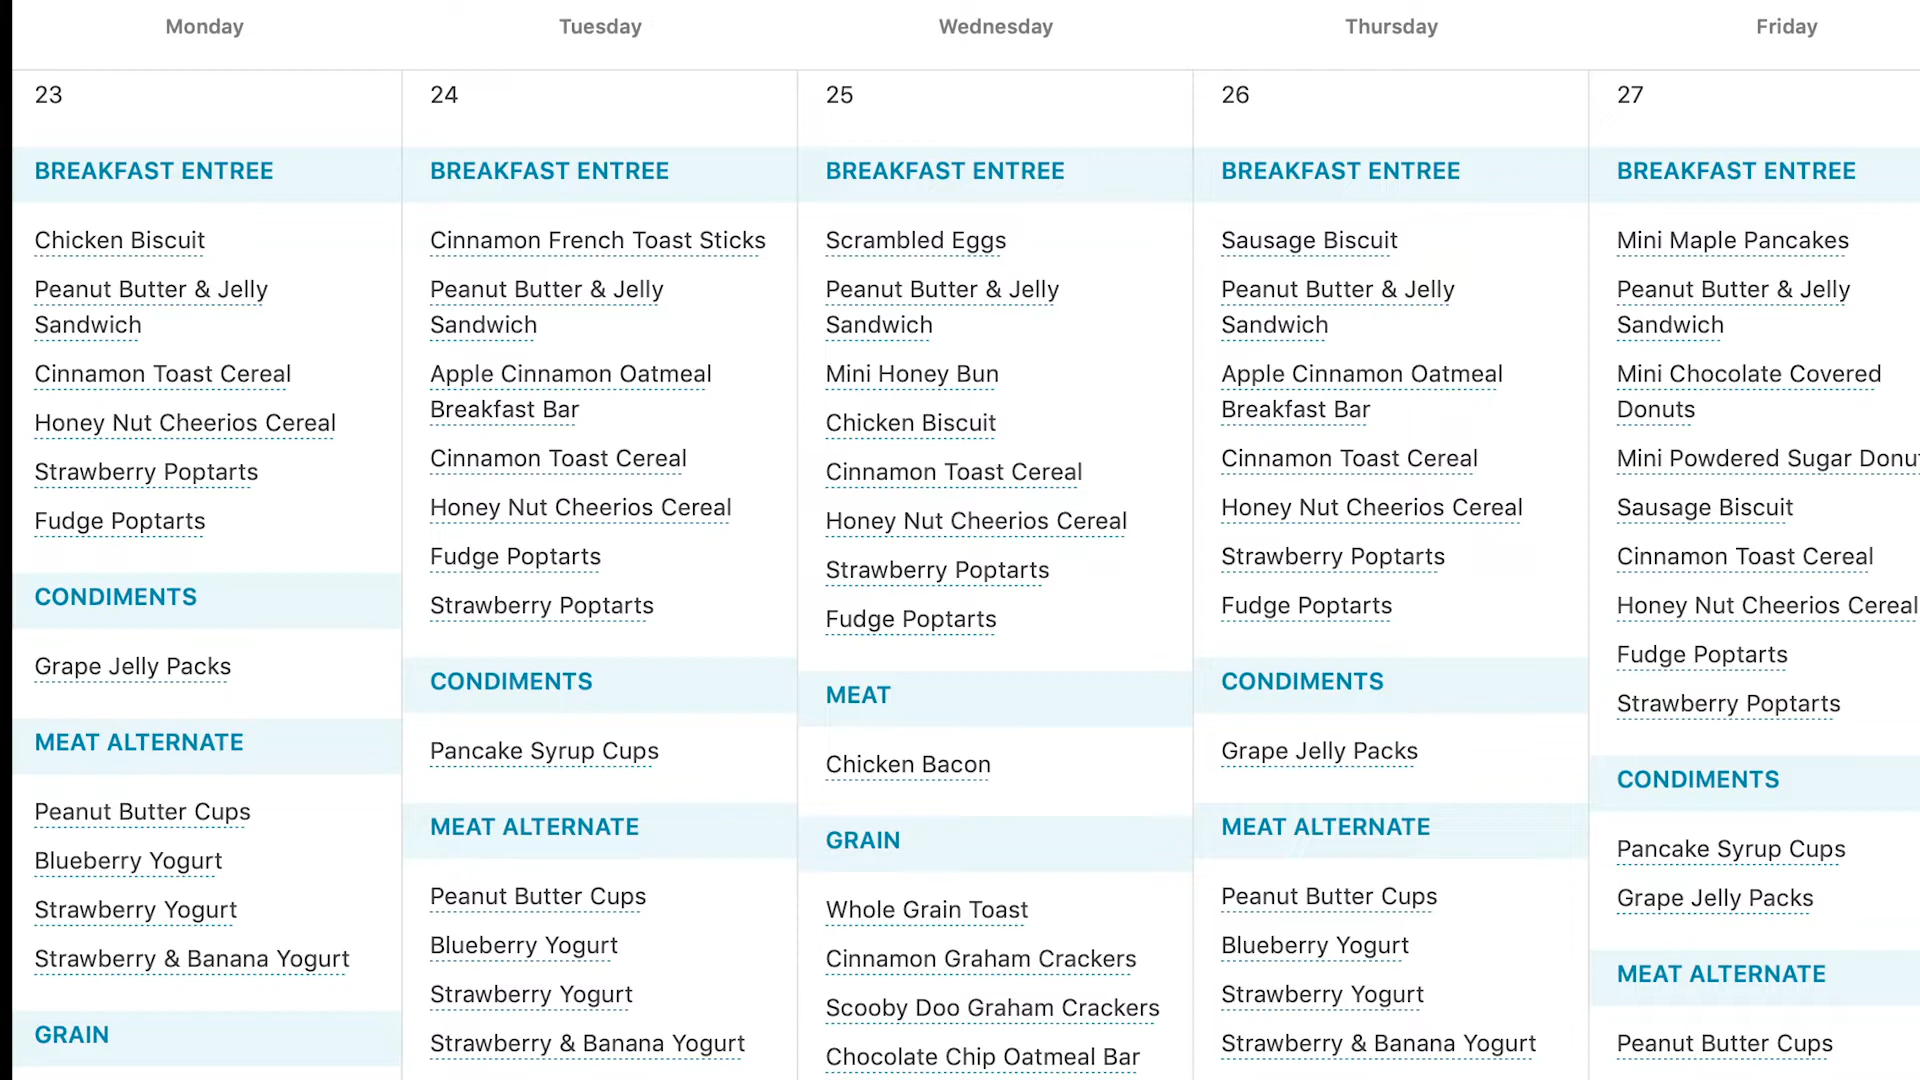 Monday
Tuesday
Wednesday
Thursday
Friday
23
BREAKFAST ENTREE
Chicken Biscuit
Peanut Butter & Jelly
Sandwich
Cinnamon Toast Cereal
Honey Nut Cheerios Cereal
Strawberry Poptarts
Fudge Poptarts
CONDIMENTS
Grape Jelly Packs
MEAT ALTERNATE
Peanut Butter Cups
Blueberry Yogurt
Strawberry Yogurt
Strawberry & Banana Yogurt
GRAIN
24
BREAKFAST ENTREE
Cinnamon French Toast Sticks
Peanut Butter & Jelly
Sandwich
Apple Cinnamon Oatmeal
Breakfast Bar
Cinnamon Toast Cereal
Honey Nut Cheerios Cereal
Fudge Poptarts
Strawberry Poptarts
CONDIMENTS
Pancake Syrup Cups
MEAT ALTERNATE
Peanut Butter Cups
Blueberry Yogurt
Strawberry Yogurt
Strawberry & Banana Yogurt
25
BREAKFAST ENTREE
Scrambled Eggs
Peanut Butter & Jelly
Sandwich
Mini Honey Bun
Chicken Biscuit
Cinnamon Toast Cereal
Honey Nut Cheerios Cereal
Strawberry Poptarts
Fudge Poptarts
MEAT
Chicken Bacon
GRAIN
Whole Grain Toast
Cinnamon Graham Crackers
Scooby Doo Graham Crackers
Chocolate Chip Oatmeal Bar
26
BREAKFAST ENTREE
Sausage Biscuit
Peanut Butter & Jelly
Sandwich
Apple Cinnamon Oatmeal
Breakfast Bar
Cinnamon Toast Cereal
Honey Nut Cheerios Cereal
Strawberry Poptarts
Fudge Poptarts
CONDIMENTS
Grape Jelly Packs
MEAT ALTERNATE
Peanut Butter Cups
Blueberry Yogurt
Strawberry Yogurt
Strawberry & Banana Yogurt
27
BREAKFAST ENTREE
Mini Maple Pancakes
Peanut Butter & Jelly
Sandwich
Mini Chocolate Covered
Donuts
Mini Powdered Sugar Donu
Sausage Biscuit
Cinnamon Toast Cereal
Honey Nut Cheerios Cereal
Fudge Poptarts
Strawberry Poptarts
CONDIMENTS
Pancake Syrup Cups
Grape Jelly Packs
MEAT ALTERNATE
Peanut Butter Cups